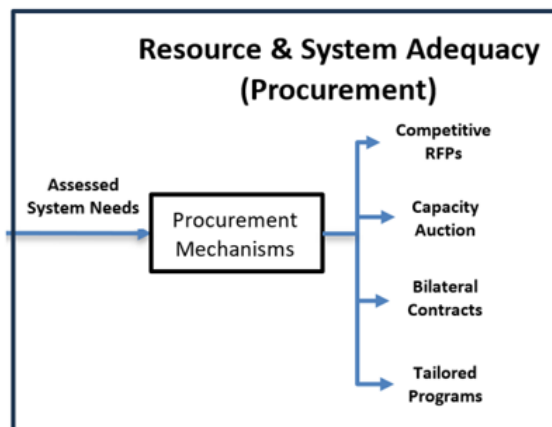 Resource & System Adequacy
(Procurement)
Assessed
System Needs
Procurement
Mechanisms
Competitive
RFPs
Capacity
Auction
Bilateral
Contracts
Tailored
Programs